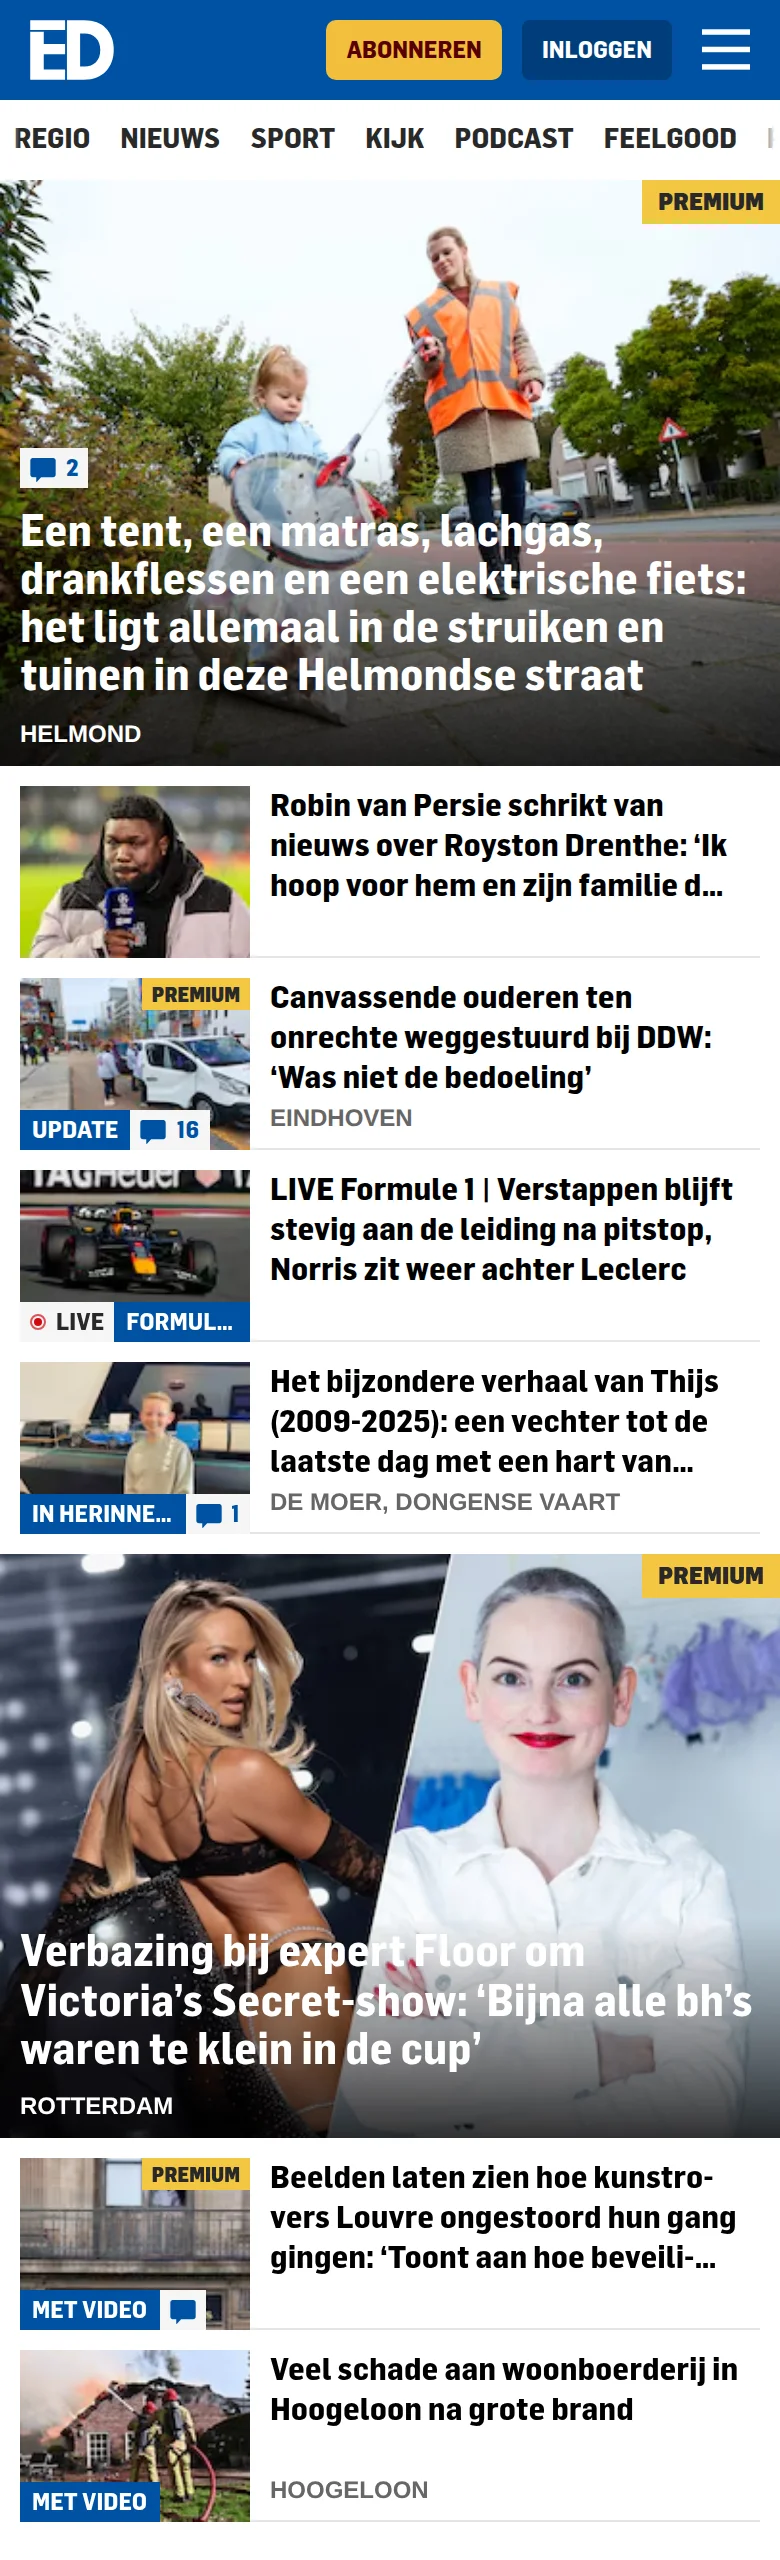 ED
ABONNEREN
INLOGGEN
REGIO NIEUWS SPORT KIJK PODCAST FEELGOOD
PREMIUM
2
Een tent, een matras, lachgas,
drankflessen en een elektrische fiets:
het ligt allemaal in de struiken en
tuinen in deze Helmondse straat
HELMOND
Robin van Persie schrikt van
nieuws over Royston Drenthe: ‘Ik
hoop voor hem en zijn familie d...
PREMIUM
UPDATE 16
Canvassende ouderen ten
onrechte weggestuurd bij DDW:
‘Was niet de bedoeling’
EINDHOVEN
TAGHeuer
LIVE FORMUL...
LIVE Formule 1 | Verstappen blijft
stevig aan de leiding na pitstop,
Norris zit weer achter Leclerc
IN HERINNE... 1
Het bijzondere verhaal van Thijs
(2009-2025): een vechter tot de
laatste dag met een hart van...
DE MOER, DONGENSE VAART
PREMIUM
Verbazing bij expert Floor om
Victoria’s Secret-show: ‘Bijna alle bh’s
waren te klein in de cup’
ROTTERDAM
PREMIUM
MET VIDEO
Beelden laten zien hoe kunstro-
vers Louvre ongestoord hun gang
gingen: ‘Toont aan hoe beveili-...
MET VIDEO
Veel schade aan woonboerderij in
Hoogeloon na grote brand
HOOGELOON